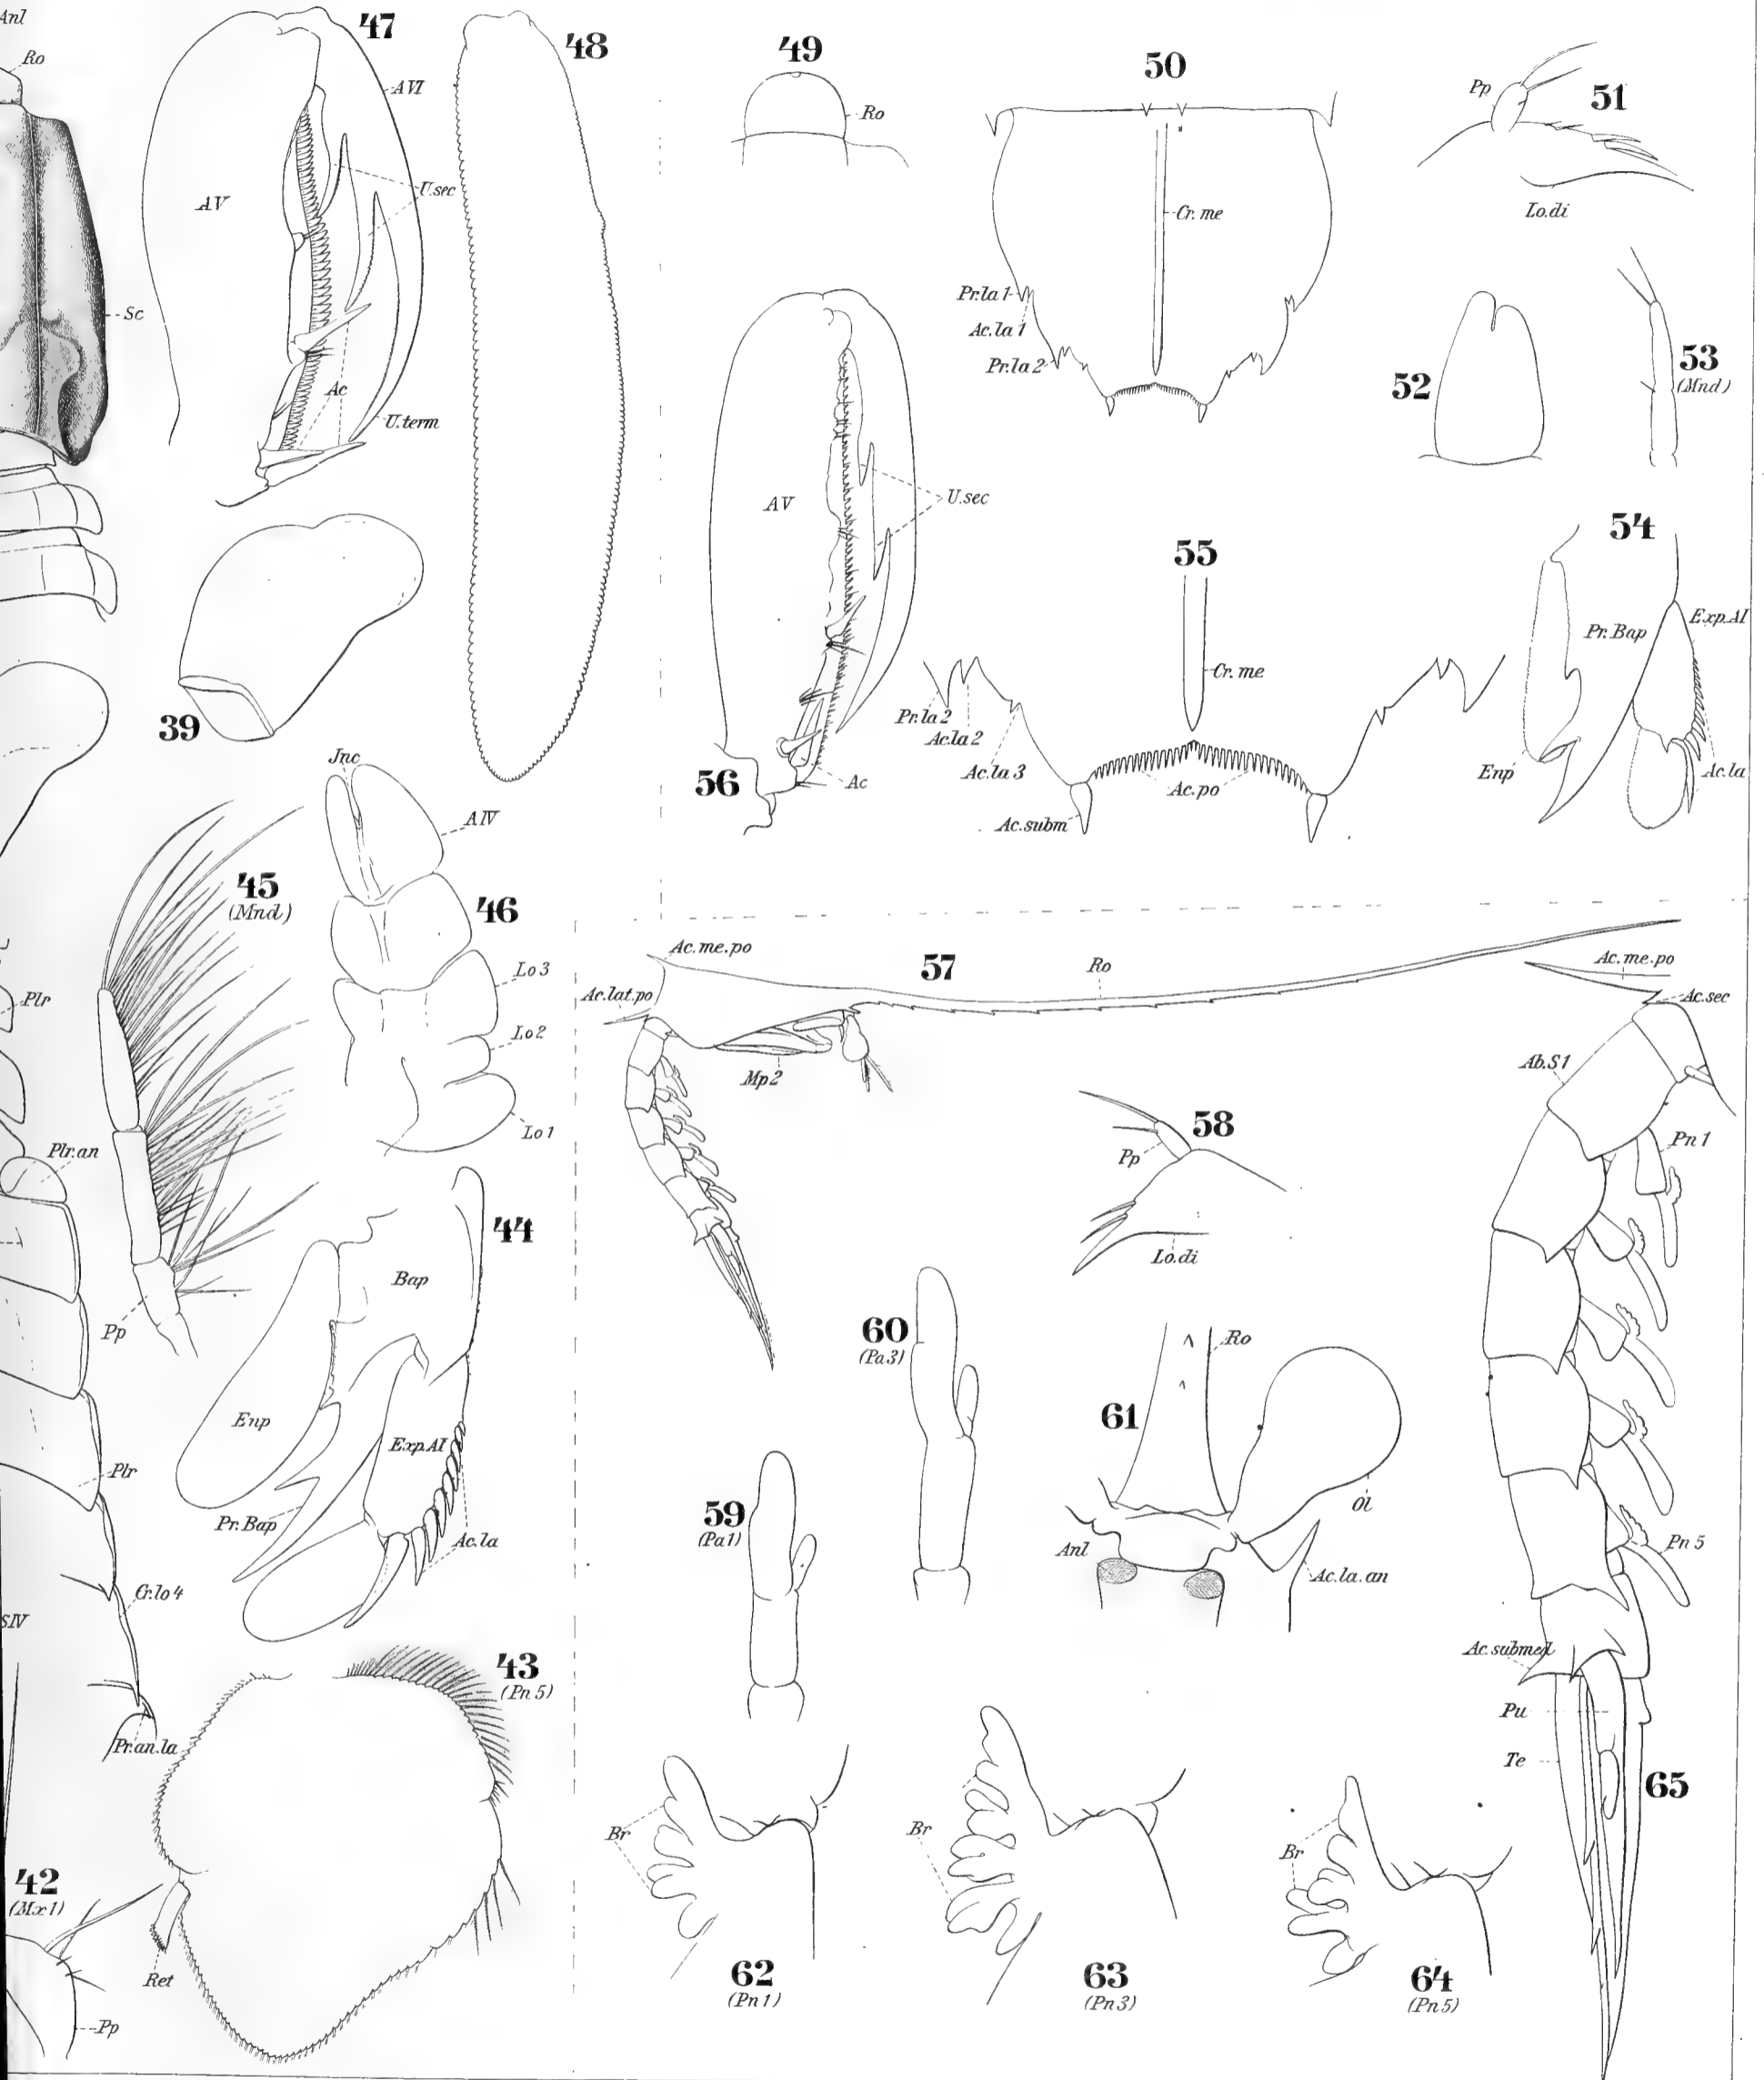 Anl
Ro
Sc
47
AVI
AV
U.sec
Ac
U.term
48
39
49
Ro
50
Cr.me
Pr.la 1
Ac.la 1
Pr.la 2
51
Pp
Lo.di
52
53
(Mnd)
AV
U.sec
56
Ac
55
Cr.me
Pr.la 2
Ac.la 2
Ac.la 3
Ac.po
Ac.subm
54
Pr.Bap
Exp.AI
Enp
Ac.la
45
(Mnd)
Pp
Jnc
AIV
46
Lo 3
Lo 2
Lo 1
Plr
Plr.an
Plr
Cr.lo 4
SIV
Pr.an.la
44
Bap
Enp
Exp.AI
Pr.Bap
Ac.la
43
(Pn 5)
Ret
42
(Mx 1)
Pp
57
Ac.me.po
Ro
Ac.lat.po
Mp 2
58
Pp
Lo.di
60
(Pa 3)
59
(Pa 1)
61
Ro
Ol
Anl
Ac.la.an
Ac.me.po
Ac.sec
Ab.S1
Pn 1
Pn 5
Ac.submed
Pu
Te
65
Br
62
(Pn 1)
Br
63
(Pn 3)
Br
64
(Pn 5)